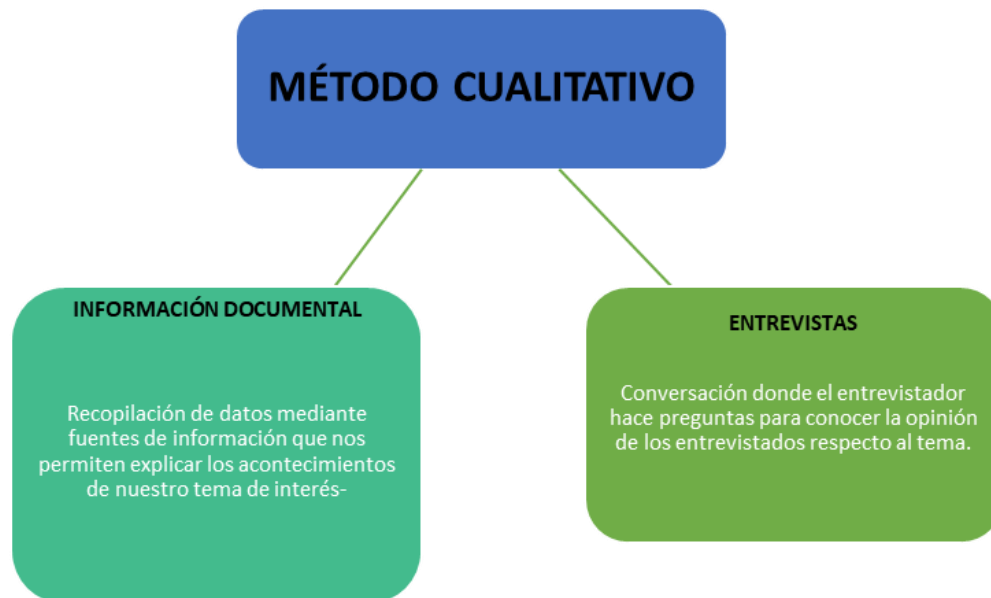 MÉTODO CUALITATIVO
INFORMACIÓN DOCUMENTAL
Recopilación de datos mediante
fuentes de información que nos
permiten explicar los acontecimientos
de nuestro tema de interés-
ENTREVISTAS
Conversación donde el entrevistador
hace preguntas para conocer la opinión
de los entrevistados respecto al tema.